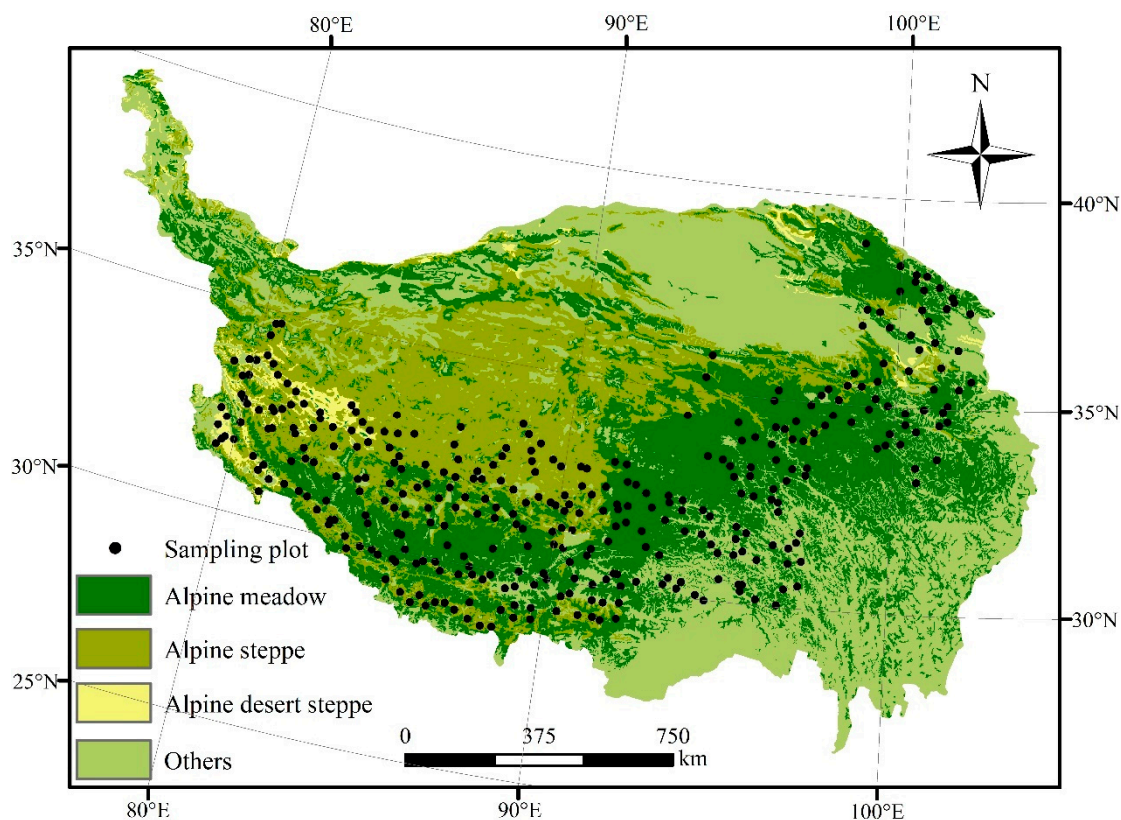 80°E
90°E
100°E
N
40°N
35°N
35°N
30°N
30°N
25°N
Sampling plot
Alpine meadow
Alpine steppe
Alpine desert steppe
Others
0 375 750
km
80°E
90°E
100°E